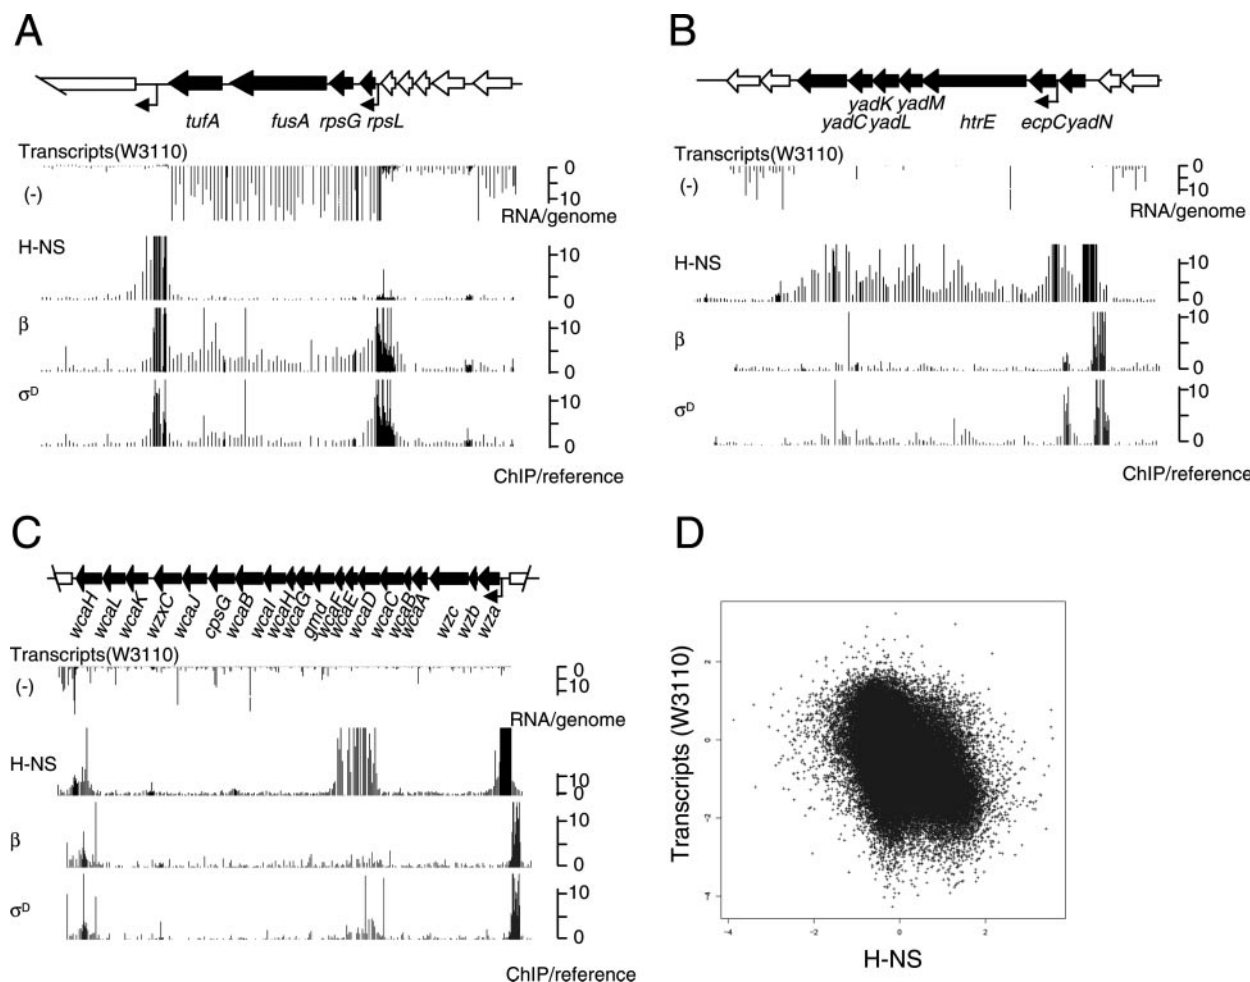 A
tufA fusA rpsG rpsL
Transcripts(W3110)
(-)
0
10
RNA/genome
H-NS
10
0
β
10
0
σD
10
0
ChIP/reference
B
yadK yadM
yadC yadL htrE ecpC yadN
Transcripts(W3110)
(-)
0
10
RNA/genome
H-NS
10
0
β
10
0
σD
10
0
ChIP/reference
C
wcaH wcaL wcaK wzxC wcaJ cpsG wcaB wcaI wcaH wcaG gmd wcaF wcaE wcaD wcaC wcaB wcaA wzc wzb wza
Transcripts(W3110)
(-)
0
10
RNA/genome
H-NS
10
0
β
10
0
σD
10
0
ChIP/reference
D
Transcripts (W3110)
2
0
-2
-4
-4 -2 0 2
H-NS